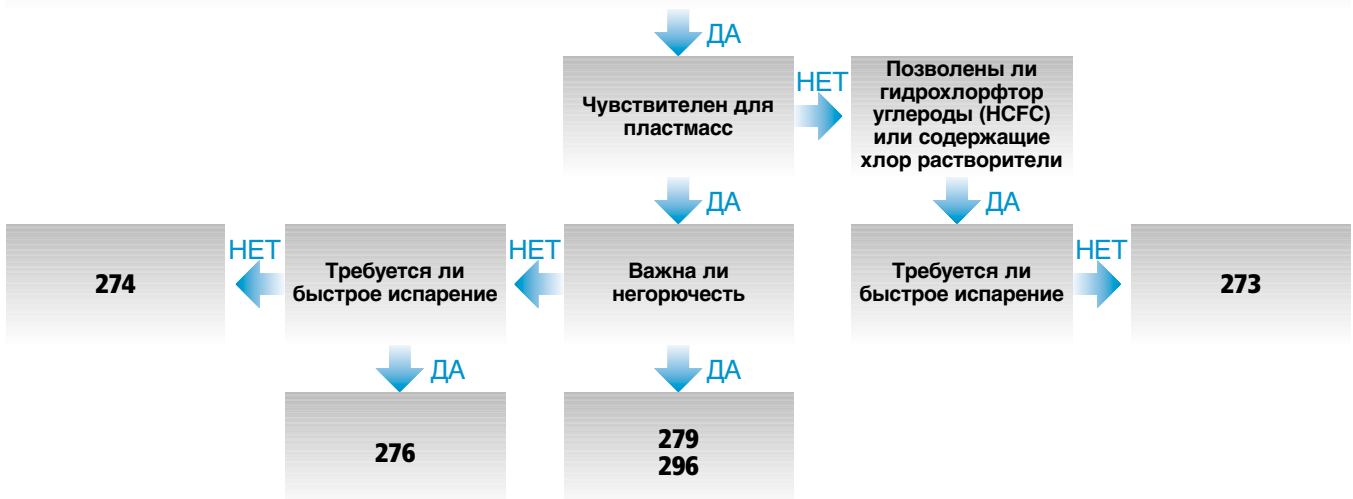 ДА
Чувствителен для
пластмасс
НЕТ
Позволены ли
гидрохлорфтор
углероды (HCFC)
или содержащие
хлор растворители
ДА
ДА
274
НЕТ
Требуется ли
быстрое испарение
НЕТ
Важна ли
негорючесть
Требуется ли
быстрое испарение
НЕТ
273
ДА
ДА
276
279
296